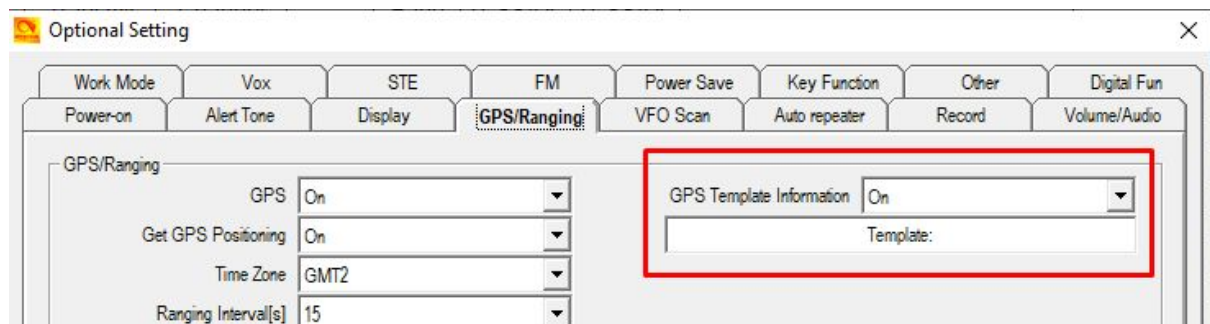 Optional Setting
Work Mode Vox STE FM Power Save Key Function Other Digital Fun
Power-on Alert Tone Display GPS/Ranging VFO Scan Auto repeater Record Volume/Audio
GPS/Ranging
GPS On GPS Template Information On
Get GPS Positioning On Template:
Time Zone GMT2
Ranging Interval[s] 15